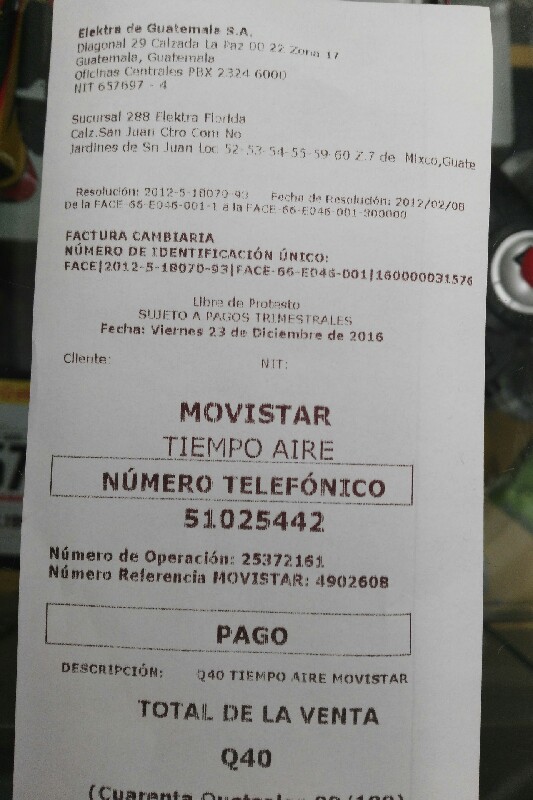 Elektra de Guatemala S.A.
Diagonal 29 Calzada La Paz 00 22 Zona 17
Guatemala, Guatemala
Oficinas Centrales PBX 2324 6000
NIT 657697 - 4
Sucursal 288 Elektra Florida
Calz.San Juan Ctro Com No
Jardines de Sn Juan Loc 52-53-54-55-59-60 Z.7 de Mixco,Guate
Resolución: 2012-5-18070-93 Fecha de Resolución: 2012/02/08
De la FACE-66-E046-001-1 a la FACE-66-E046-001-300000
FACTURA CAMBIARIA
NÚMERO DE IDENTIFICACIÓN ÚNICO:
FACE|2012-5-18070-93|FACE-66-E046-001|160000031576
Libre de Protesto
SUJETO A PAGOS TRIMESTRALES
Fecha: Viernes 23 de Diciembre de 2016
Cliente: NIT:
MOVISTAR
TIEMPO AIRE
NÚMERO TELEFÓNICO
51025442
Número de Operación: 25372161
Número Referencia MOVISTAR: 4902608
PAGO
DESCRIPCIÓN: Q40 TIEMPO AIRE MOVISTAR
TOTAL DE LA VENTA
Q40
(Cuarenta Quetzales 00/100)